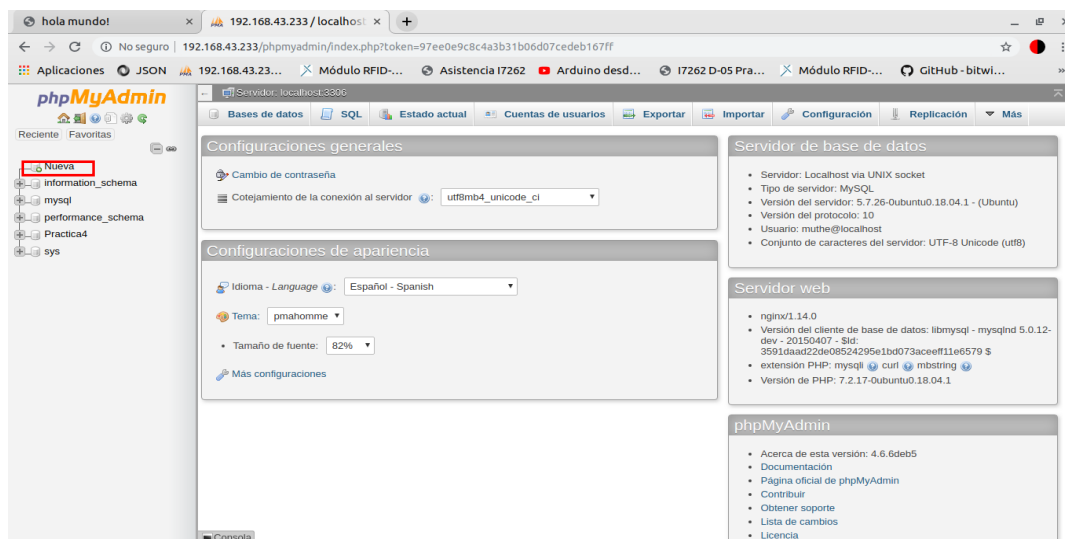 hola mundo!
192.168.43.233 / localhost
No seguro | 192.168.43.233/phpmyadmin/index.php?token=97ee0e9c8c4a3b31b06d07cedeb167ff
Aplicaciones JSON 192.168.43.23... Módulo RFID-... Asistencia I7262 Arduino desd... I7262 D-05 Pra... Módulo RFID-... GitHub - bitwi... »
phpMyAdmin
Reciente Favoritas
Nueva
information_schema
mysql
performance_schema
Practica4
sys
Servidor: localhost:3306
Bases de datos SQL Estado actual Cuentas de usuarios Exportar Importar Configuración Replicación Más
Configuraciones generales
Cambio de contraseña
Cotejamiento de la conexión al servidor : utf8mb4_unicode_ci
Configuraciones de apariencia
Idioma - Language : Español - Spanish
Tema: pmahomme
• Tamaño de fuente: 82%
Más configuraciones
Servidor de base de datos
• Servidor: Localhost via UNIX socket
• Tipo de servidor: MySQL
• Versión del servidor: 5.7.26-0ubuntu0.18.04.1 - (Ubuntu)
• Versión del protocolo: 10
• Usuario: muthe@localhost
• Conjunto de caracteres del servidor: UTF-8 Unicode (utf8)
Servidor web
• nginx/1.14.0
• Versión del cliente de base de datos: libmysql - mysqlnd 5.0.12-
dev - 20150407 - $Id:
3591daad22de08524295e1bd073aceeff11e6579 $
• extensión PHP: mysqli curl mbstring
• Versión de PHP: 7.2.17-0ubuntu0.18.04.1
phpMyAdmin
• Acerca de esta versión: 4.6.6deb5
• Documentación
• Página oficial de phpMyAdmin
• Contribuir
• Obtener soporte
• Lista de cambios
• Licencia
Consola